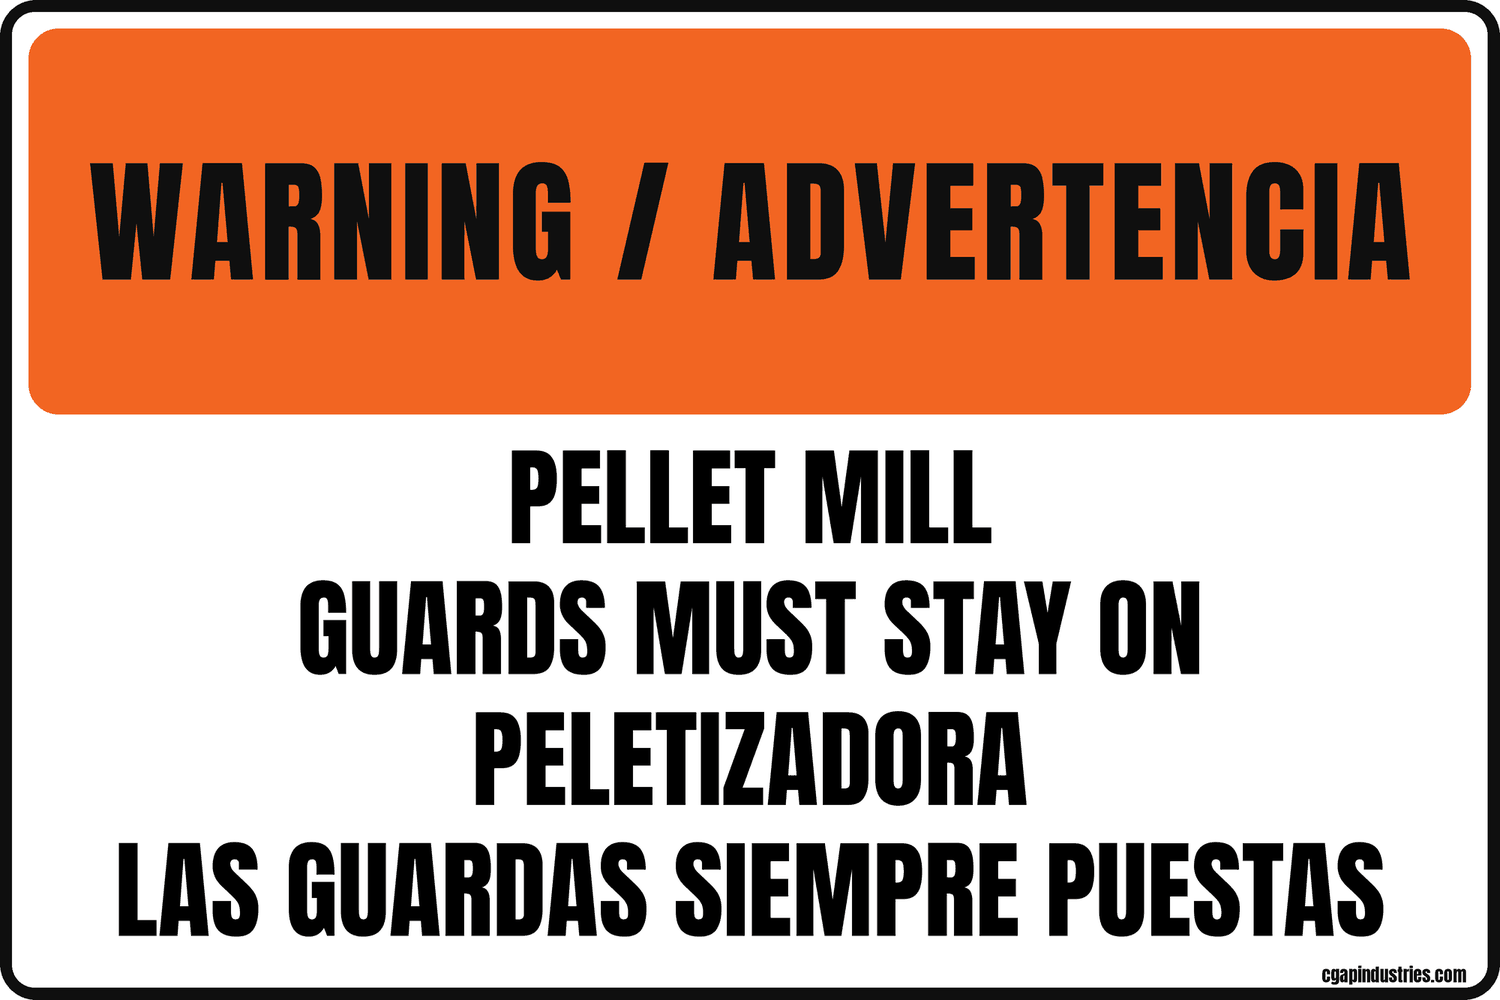 WARNING / ADVERTENCIA
PELLET MILL
GUARDS MUST STAY ON
PELETIZADORA
LAS GUARDAS SIEMPRE PUESTAS
cgapindustries.com